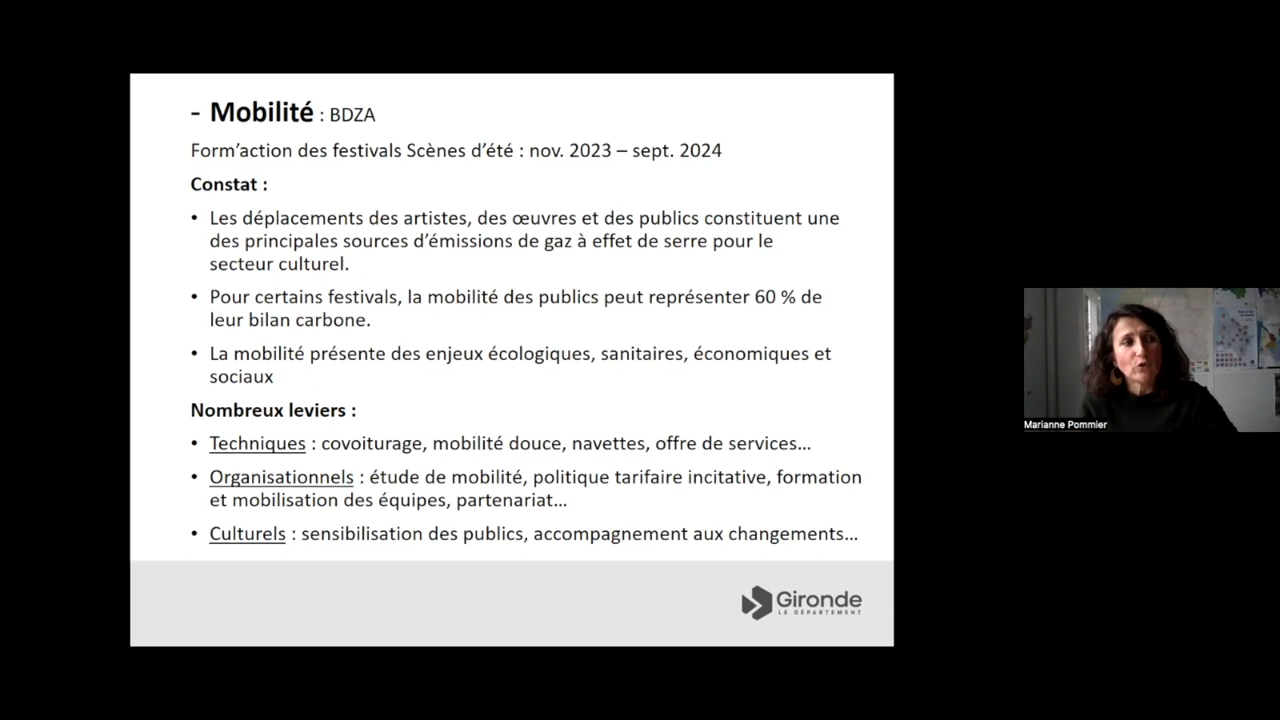 - Mobilité : BDZA
Form’action des festivals Scènes d’été : nov. 2023 – sept. 2024
Constat :
• Les déplacements des artistes, des œuvres et des publics constituent une
des principales sources d’émissions de gaz à effet de serre pour le
secteur culturel.
• Pour certains festivals, la mobilité des publics peut représenter 60 % de
leur bilan carbone.
• La mobilité présente des enjeux écologiques, sanitaires, économiques et
sociaux
Nombreux leviers :
• Techniques : covoiturage, mobilité douce, navettes, offre de services…
• Organisationnels : étude de mobilité, politique tarifaire incitative, formation
et mobilisation des équipes, partenariat…
• Culturels : sensibilisation des publics, accompagnement aux changements…
Gironde
LE DÉPARTEMENT
Marianne Pommier